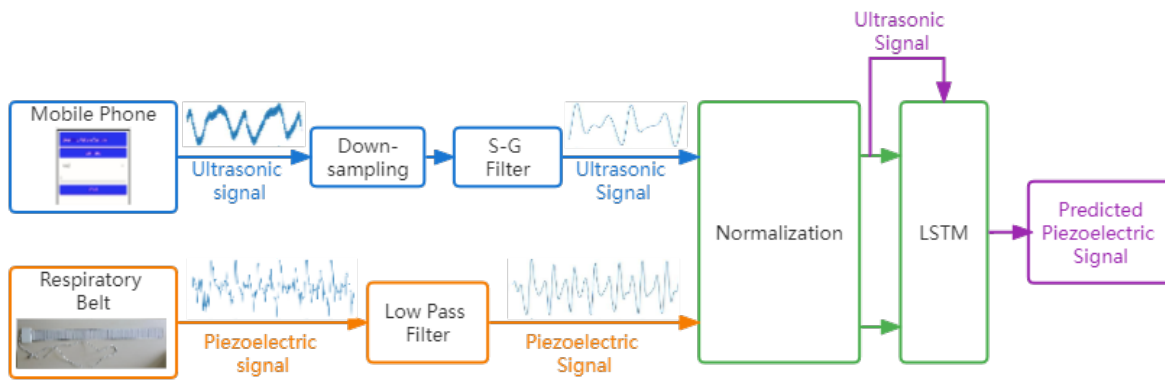 Ultrasonic
Signal
Mobile Phone
Ultrasonic
signal
Down-
sampling
S-G
Filter
Ultrasonic
Signal
Normalization
LSTM
Predicted
Piezoelectric
Signal
Respiratory
Belt
Piezoelectric
signal
Low Pass
Filter
Piezoelectric
Signal